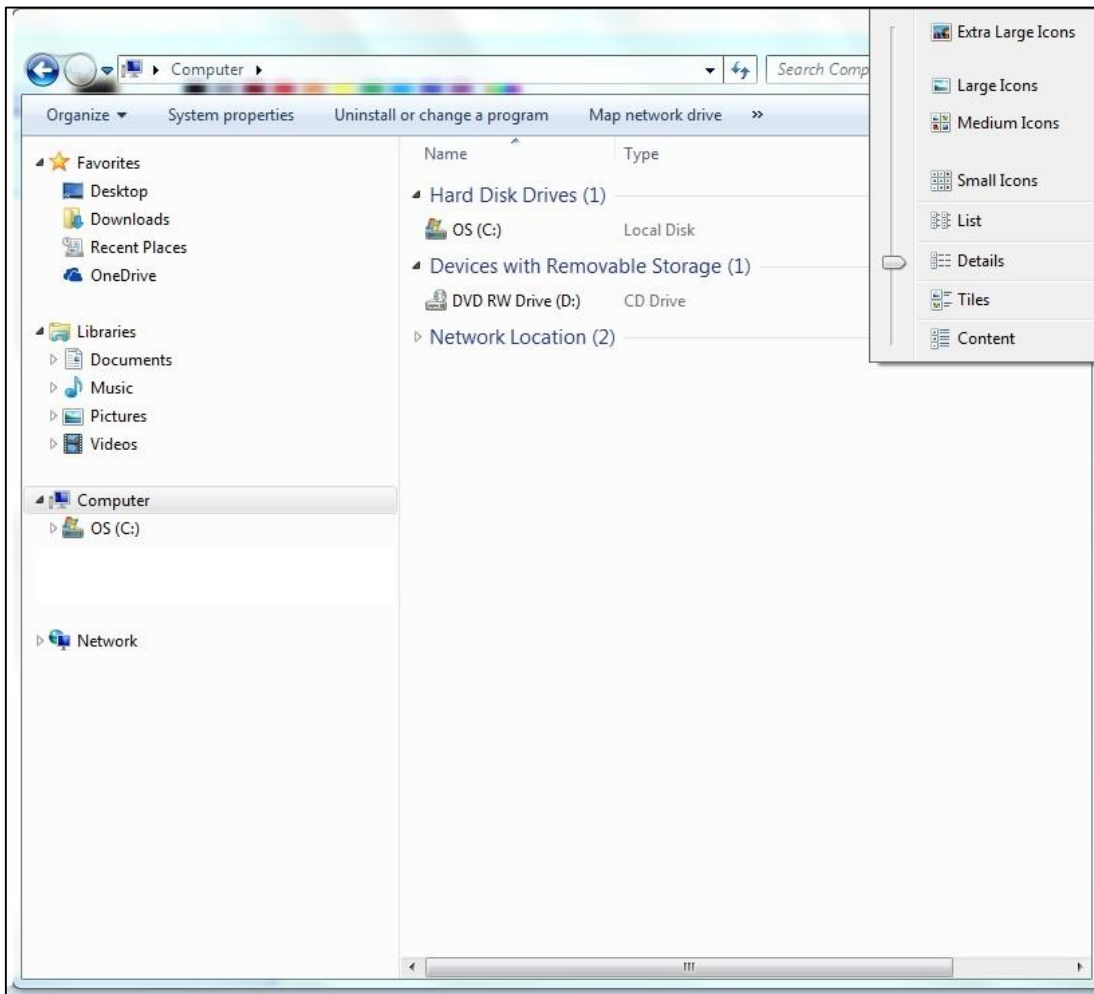 Computer
Search Comp
Organize
System properties
Uninstall or change a program
Map network drive
»
Favorites
Desktop
Downloads
Recent Places
OneDrive
Libraries
Documents
Music
Pictures
Videos
Computer
OS (C:)
Network
Name Type
Hard Disk Drives (1)
OS (C:) Local Disk
Devices with Removable Storage (1)
DVD RW Drive (D:) CD Drive
Network Location (2)
Extra Large Icons
Large Icons
Medium Icons
Small Icons
List
Details
Tiles
Content